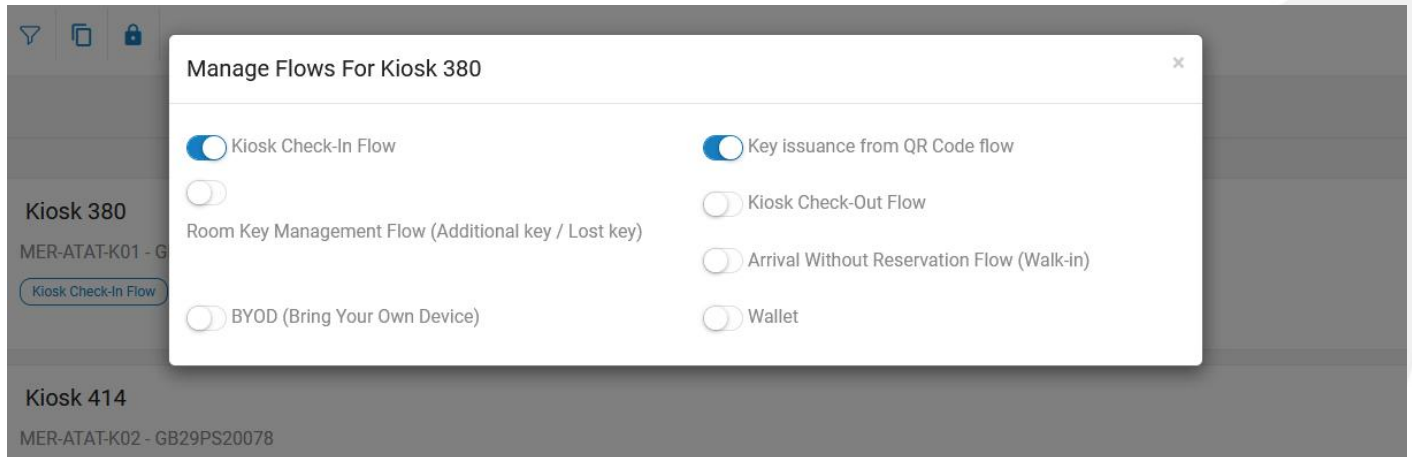 Manage Flows For Kiosk 380
×
Kiosk Check-In Flow
Key issuance from QR Code flow
Room Key Management Flow (Additional key / Lost key)
Kiosk Check-Out Flow
Arrival Without Reservation Flow (Walk-in)
BYOD (Bring Your Own Device)
Wallet
Kiosk 380
MER-ATAT-K01 - G
Kiosk Check-In Flow
Kiosk 414
MER-ATAT-K02 - GB29PS20078